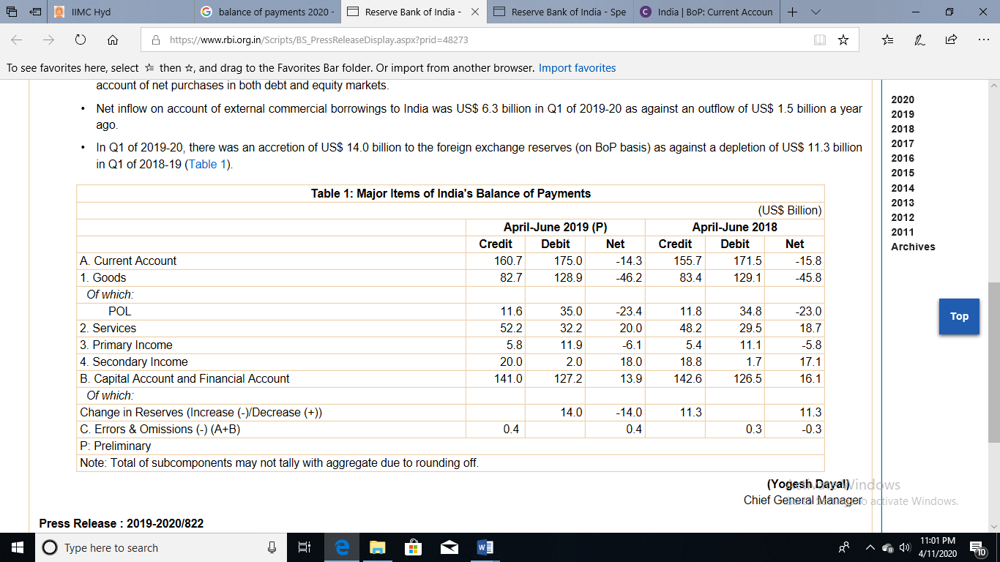 IIMC Hyd
balance of payments 2020 -
Reserve Bank of India -
Reserve Bank of India - Spe
India | BoP: Current Accoun
https://www.rbi.org.in/Scripts/BS_PressReleaseDisplay.aspx?prid=48273
To see favorites here, select then , and drag to the Favorites Bar folder. Or import from another browser. Import favorites
account of net purchases in both debt and equity markets.
• Net inflow on account of external commercial borrowings to India was US$ 6.3 billion in Q1 of 2019-20 as against an outflow of US$ 1.5 billion a year
ago.
• In Q1 of 2019-20, there was an accretion of US$ 14.0 billion to the foreign exchange reserves (on BoP basis) as against a depletion of US$ 11.3 billion
in Q1 of 2018-19 (Table 1).
Table 1: Major Items of India's Balance of Payments
(US$ Billion)
April-June 2019 (P) April-June 2018
Credit Debit Net Credit Debit Net
A. Current Account 160.7 175.0 -14.3 155.7 171.5 -15.8
1. Goods 82.7 128.9 -46.2 83.4 129.1 -45.8
Of which:
POL 11.6 35.0 -23.4 11.8 34.8 -23.0
2. Services 52.2 32.2 20.0 48.2 29.5 18.7
3. Primary Income 5.8 11.9 -6.1 5.4 11.1 -5.8
4. Secondary Income 20.0 2.0 18.0 18.8 1.7 17.1
B. Capital Account and Financial Account 141.0 127.2 13.9 142.6 126.5 16.1
Of which:
Change in Reserves (Increase (-)/Decrease (+)) 14.0 -14.0 11.3 11.3
C. Errors & Omissions (-) (A+B) 0.4 0.4 0.3 -0.3
P: Preliminary
Note: Total of subcomponents may not tally with aggregate due to rounding off.
(Yogesh Dayal)
Chief General Manager
Press Release : 2019-2020/822
2020
2019
2018
2017
2016
2015
2014
2013
2012
2011
Archives
Top
Activate Windows
Go to Settings to activate Windows.
Type here to search
11:01 PM
4/11/2020
10